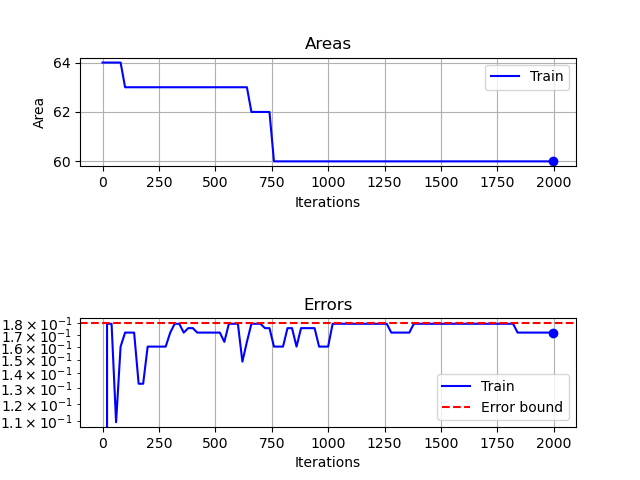 Areas
64
62
60
Area
Train
0 250 500 750 1000 1250 1500 1750 2000
Iterations
Errors
1.8 × 10⁻¹
1.7 × 10⁻¹
1.6 × 10⁻¹
1.5 × 10⁻¹
1.4 × 10⁻¹
1.3 × 10⁻¹
1.2 × 10⁻¹
1.1 × 10⁻¹
Train
Error bound
0 250 500 750 1000 1250 1500 1750 2000
Iterations